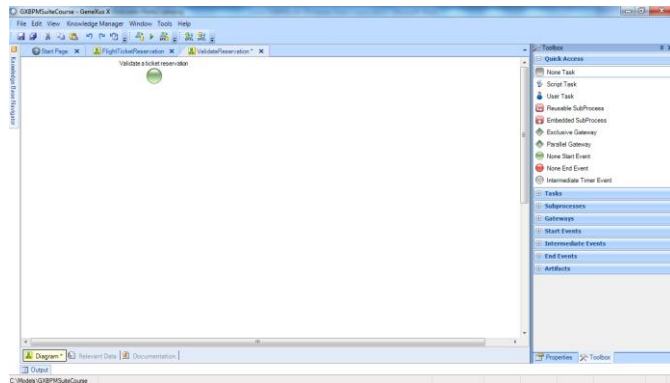 GXBPMSuiteCourse - GeneXus X
File Edit View Knowledge Manager Window Tools Help
Start Page
FlightTicketReservation
ValidateReservation *
Knowledge Base Navigator
Validate a ticket reservation
Toolbox
Quick Access
None Task
Script Task
User Task
Reusable SubProcess
Embedded SubProcess
Exclusive Gateway
Parallel Gateway
None Start Event
None End Event
Intermediate Timer Event
Tasks
Subprocesses
Gateways
Start Events
Intermediate Events
End Events
Artifacts
Diagram *
Relevant Data
Documentation
Properties
Toolbox
Output
C:\Models\GXBPMSuiteCourse